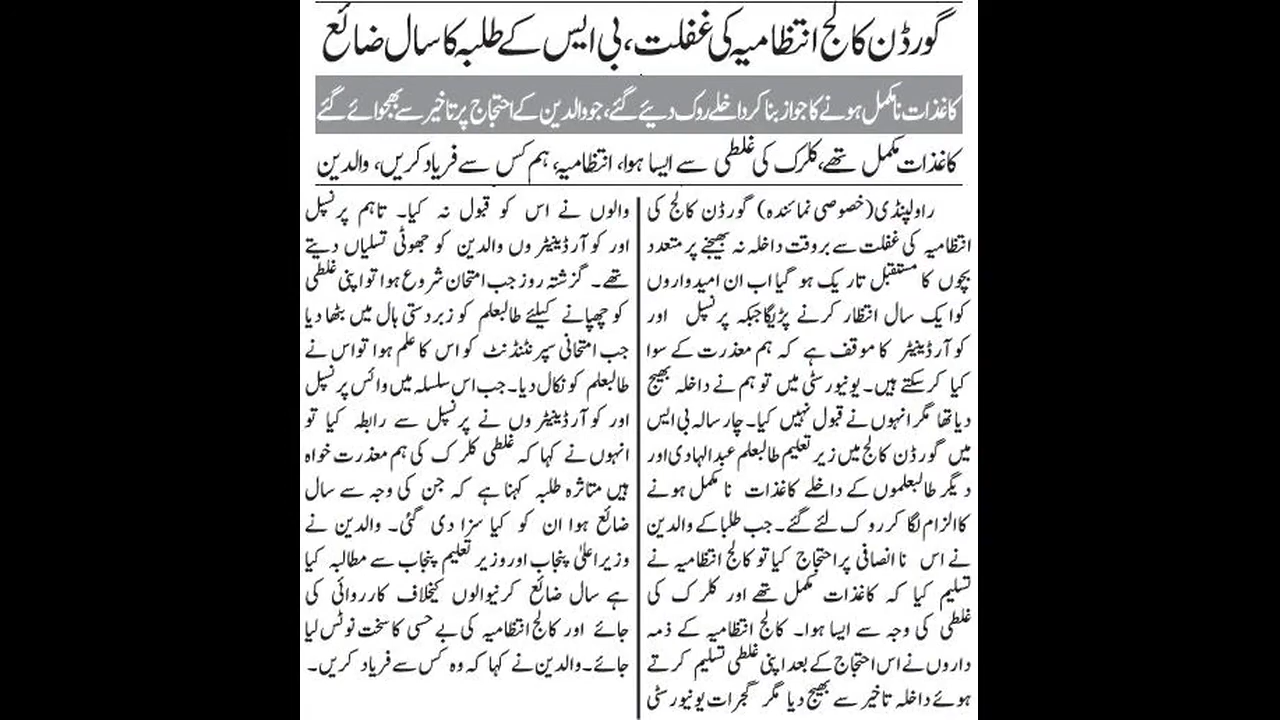 گورڈن کالج انتظامیہ کی غفلت، بی ایس کے طلبہ کا سال ضائع
کاغذات نامکمل ہونے کا جواز بنا کر داخلے روک دیئے گئے، جو والدین کے احتجاج پر تاخیر سے بھجوائے گئے
کاغذات مکمل تھے، کلرک کی غلطی سے ایسا ہوا، انتظامیہ، ہم کس سے فریاد کریں، والدین
راولپنڈی (خصوصی نمائندہ) گورڈن کالج کی
انتظامیہ کی غفلت سے بروقت داخلہ نہ بھیجنے پر متعدد
بچوں کا مستقبل تاریک ہو گیا اب ان امیدواروں
کو ایک سال انتظار کرنے پڑیگا جبکہ پرنسپل اور
کوآرڈینیٹر کا موقف ہے کہ ہم معذرت کے سوا
کیا کرسکتے ہیں۔ یونیورسٹی میں تو ہم نے داخلہ بھیج
دیا تھا مگر انہوں نے قبول نہیں کیا۔ چار سالہ بی ایس
میں گورڈن کالج میں زیر تعلیم طالبعلم عبدالہادی اور
دیگر طالبعلموں کے داخلے کاغذات نامکمل ہونے
کا الزام لگا کر روک لئے گئے۔ جب طلبا کے والدین
نے اس ناانصافی پر احتجاج کیا تو کالج انتظامیہ نے
تسلیم کیا کہ کاغذات مکمل تھے اور کلرک کی
غلطی کی وجہ سے ایسا ہوا۔ کالج انتظامیہ کے ذمہ
داروں نے اس احتجاج کے بعد اپنی غلطی تسلیم کرتے
ہوئے داخلہ تاخیر سے بھیج دیا مگر گجرات یونیورسٹی
والوں نے اس کو قبول نہ کیا۔ تاہم پرنسپل
اور کوآرڈینیٹروں والدین کو جھوٹی تسلیاں دیتے
تھے۔ گزشتہ روز جب امتحان شروع ہوا تو اپنی غلطی
کو چھپانے کیلئے طالبعلم کو زبردستی ہال میں بٹھا دیا
جب امتحانی سپرنٹنڈنٹ کو اس کا علم ہوا تو اس نے
طالبعلم کو نکال دیا۔ جب اس سلسلہ میں وائس پرنسپل
اور کوآرڈینیٹروں نے پرنسپل سے رابطہ کیا تو
انہوں نے کہا کہ غلطی کلرک کی ہم معذرت خواہ
ہیں متاثرہ طلبہ کہنا ہے کہ جن کی وجہ سے سال
ضائع ہوا ان کو کیا سزا دی گئی۔ والدین نے
وزیراعلیٰ پنجاب اور وزیر تعلیم پنجاب سے مطالبہ کیا
ہے سال ضائع کرنیوالوں کیخلاف کارروائی کی
جائے اور کالج انتظامیہ کی بے حسی کا سخت نوٹس لیا
جائے۔ والدین نے کہا کہ وہ کس سے فریاد کریں۔